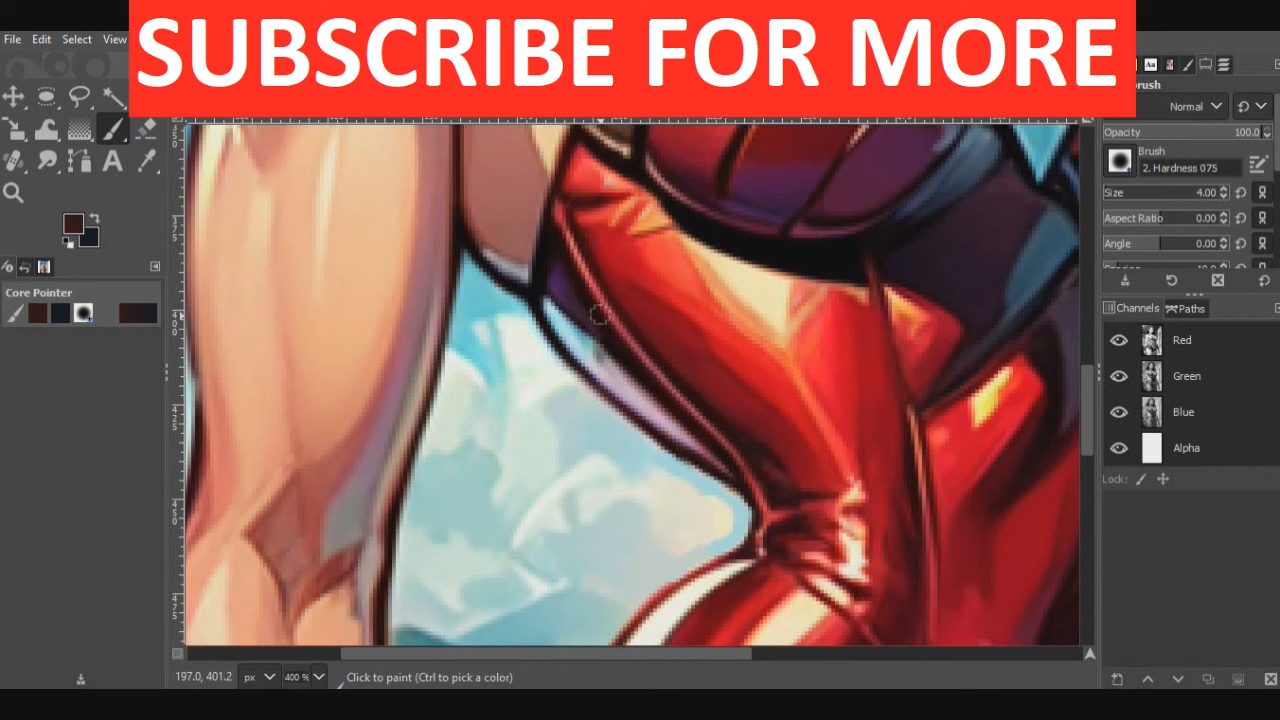 SUBSCRIBE FOR MORE
File Edit Select View
Aa
Normal
Opacity 100.0
Brush
2. Hardness 075
Size 4.00
Aspect Ratio 0.00
Angle 0.00
Core Pointer
Channels Paths
Red
Green
Blue
Alpha
Lock:
197.0, 401.2 px 400 % Click to paint (Ctrl to pick a color)